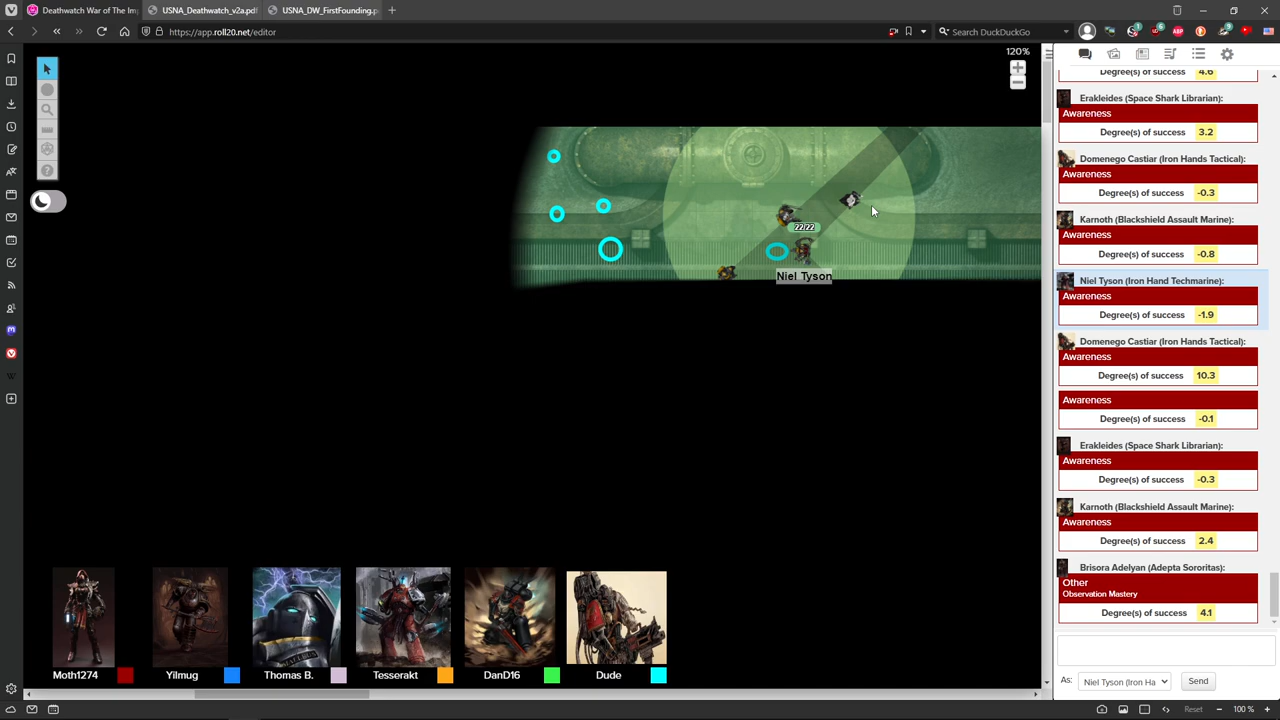 Deatchwatch War of The Im
USNA_Deathwatch_v2a.pdf
USNA_DW_FirstFounding.p
https://app.roll20.net/editor
Search DuckDuckGo
120%
22/22
Niel Tyson
Moth1274
Yilmug
Thomas B.
Tesserakt
DanD16
Dude
Degree(s) of success 4.6
Erakleides (Space Shark Librarian):
Awareness
Degree(s) of success 3.2
Domenego Castiar (Iron Hands Tactical):
Awareness
Degree(s) of success -0.3
Karnoth (Blackshield Assault Marine):
Awareness
Degree(s) of success -0.8
Niel Tyson (Iron Hand Techmarine):
Awareness
Degree(s) of success -1.9
Domenego Castiar (Iron Hands Tactical):
Awareness
Degree(s) of success 10.3
Awareness
Degree(s) of success -0.1
Erakleides (Space Shark Librarian):
Awareness
Degree(s) of success -0.3
Karnoth (Blackshield Assault Marine):
Awareness
Degree(s) of success 2.4
Brisora Adelyan (Adepta Sororitas):
Other
Observation Mastery
Degree(s) of success 4.1
As: Niel Tyson (Iron Ha Send
Reset 100 %